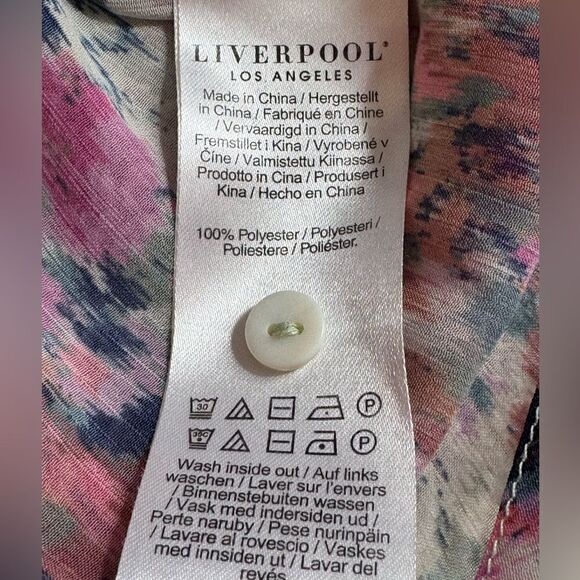 LIVERPOOL®
LOS ANGELES
Made in China / Hergestellt
in China / Fabriqué en Chine
/ Vervaardigd in China /
Fremstillet i Kina / Vyrobené v
Číne / Valmistettu Kiinassa /
Prodotto in Cina / Produsert i
Kina / Hecho en China
100% Polyester / Polyesteri /
Poliestere / Poliéster.
30 P
30C P
Wash inside out / Auf links
waschen / Laver sur l'envers
/ Binnenstebuiten wassen
/ Vask med indersiden ud /
Perte naruby / Pese nurinpäin
/ Lavare al rovescio / Vaskes
med innsiden ut / Lavar del
revés